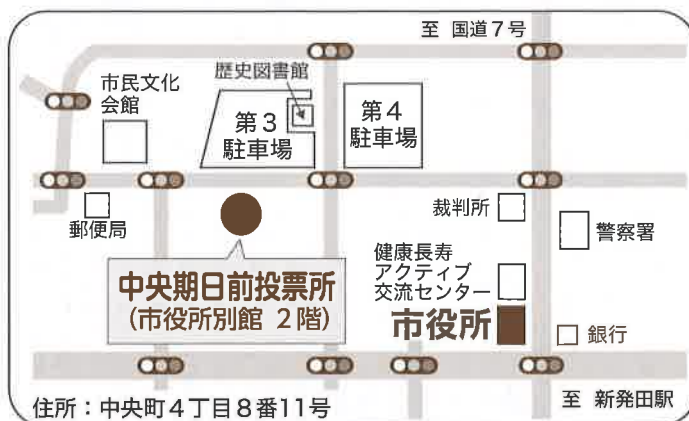 至 国道7号
歴史図書館
市民文化
会館
第3
駐車場
第4
駐車場
郵便局
裁判所
警察署
健康長寿
アクティブ
交流センター
中央期日前投票所
(市役所別館 2階)
市役所
銀行
住所:中央町4丁目8番11号
至 新発田駅